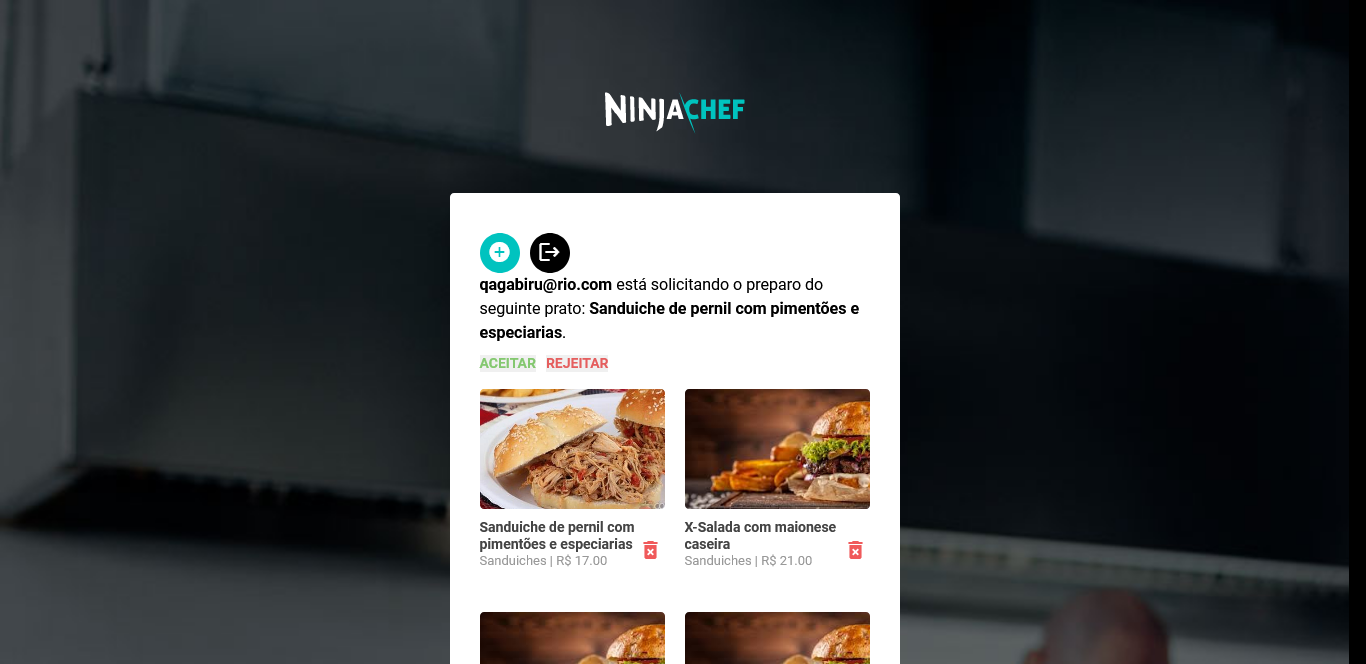 NINJACHEF
qagabiru@rio.com está solicitando o preparo do
seguinte prato: Sanduiche de pernil com pimentões e
especiarias.
ACEITAR REJEITAR
Sanduiche de pernil com
pimentões e especiarias
Sanduiches | R$ 17.00
X-Salada com maionese
caseira
Sanduiches | R$ 21.00